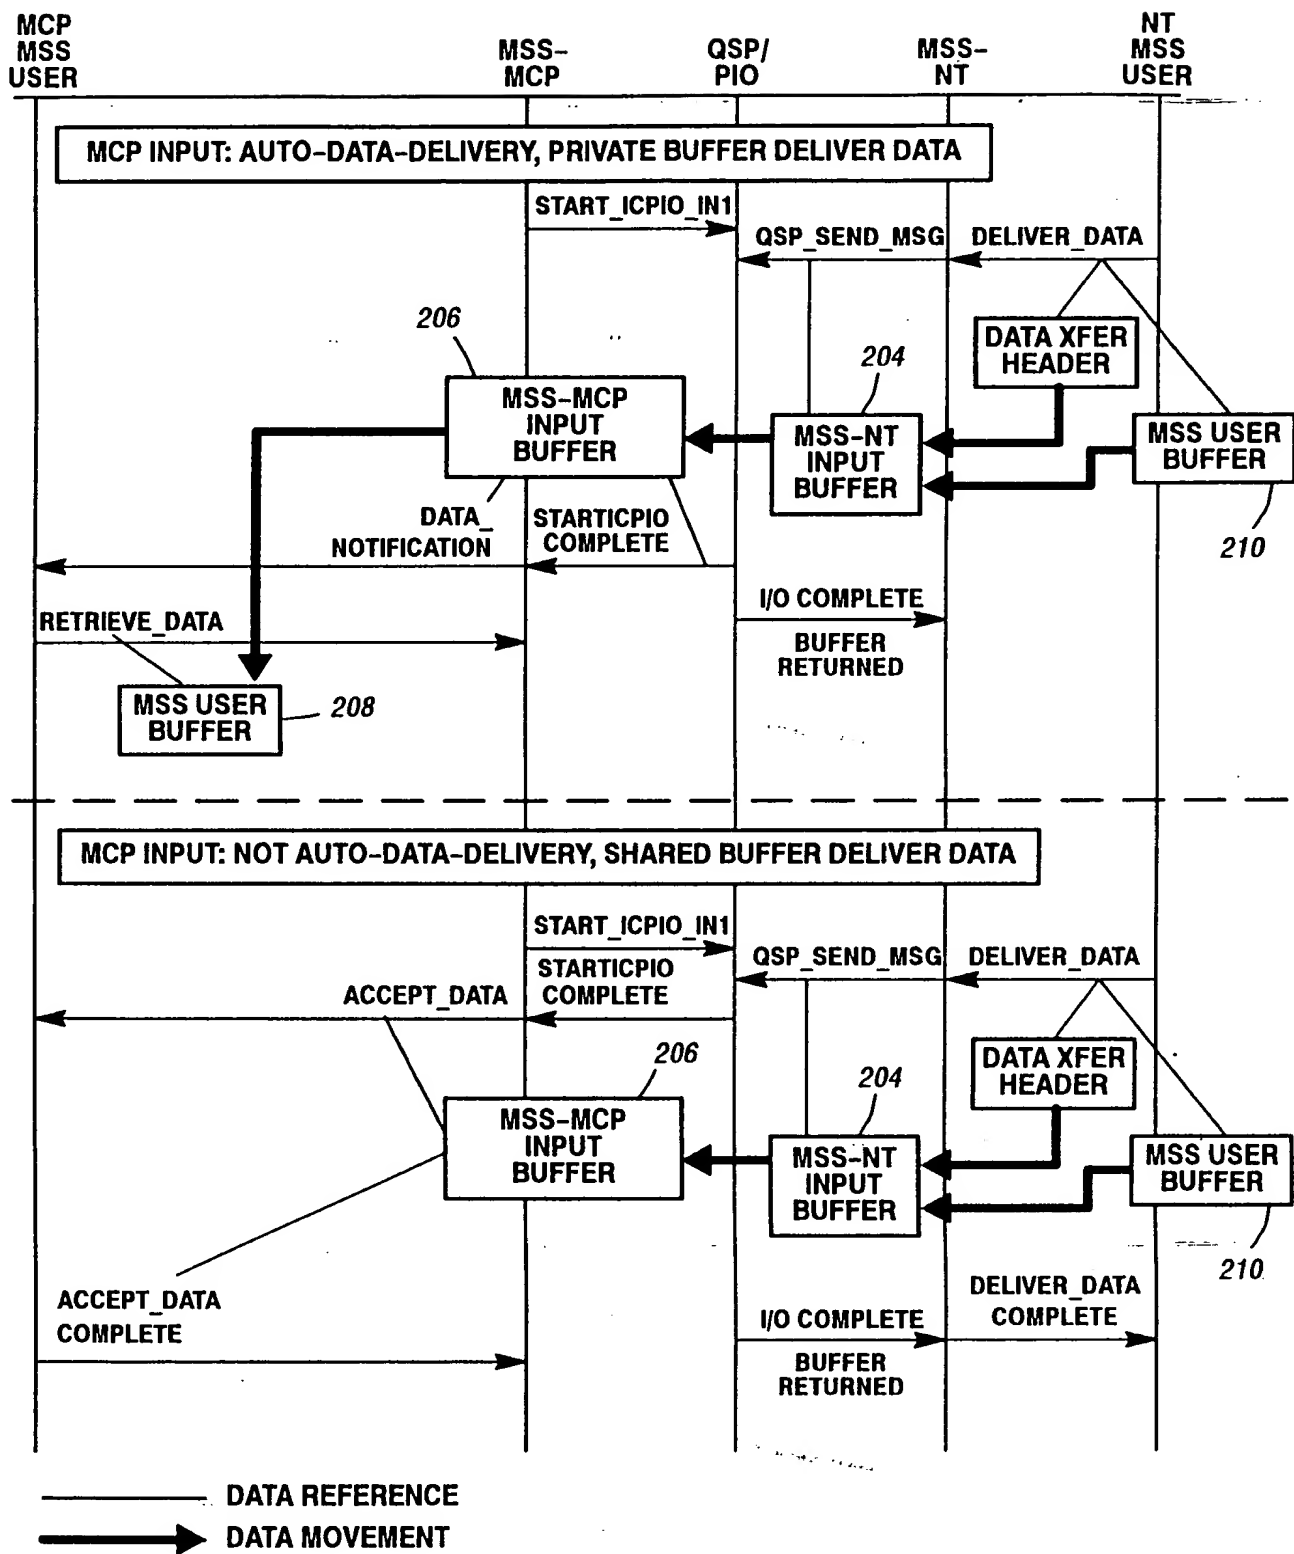 MCP
MSS
USER
MSS–
MCP
QSP/
PIO
MSS–
NT
NT
MSS
USER
MCP INPUT: AUTO–DATA–DELIVERY, PRIVATE BUFFER DELIVER DATA
START_ICPIO_IN1
QSP_SEND_MSG
DELIVER_DATA
206
204
DATA XFER
HEADER
MSS–MCP
INPUT
BUFFER
MSS–NT
INPUT
BUFFER
MSS USER
BUFFER
210
DATA_
NOTIFICATION
STARTICPIO
COMPLETE
I/O COMPLETE
BUFFER
RETURNED
RETRIEVE_DATA
MSS USER
BUFFER
208
MCP INPUT: NOT AUTO–DATA–DELIVERY, SHARED BUFFER DELIVER DATA
START_ICPIO_IN1
QSP_SEND_MSG
DELIVER_DATA
STARTICPIO
COMPLETE
ACCEPT_DATA
206
204
DATA XFER
HEADER
MSS–MCP
INPUT
BUFFER
MSS–NT
INPUT
BUFFER
MSS USER
BUFFER
210
ACCEPT_DATA
COMPLETE
I/O COMPLETE
BUFFER
RETURNED
DELIVER_DATA
COMPLETE
DATA REFERENCE
DATA MOVEMENT